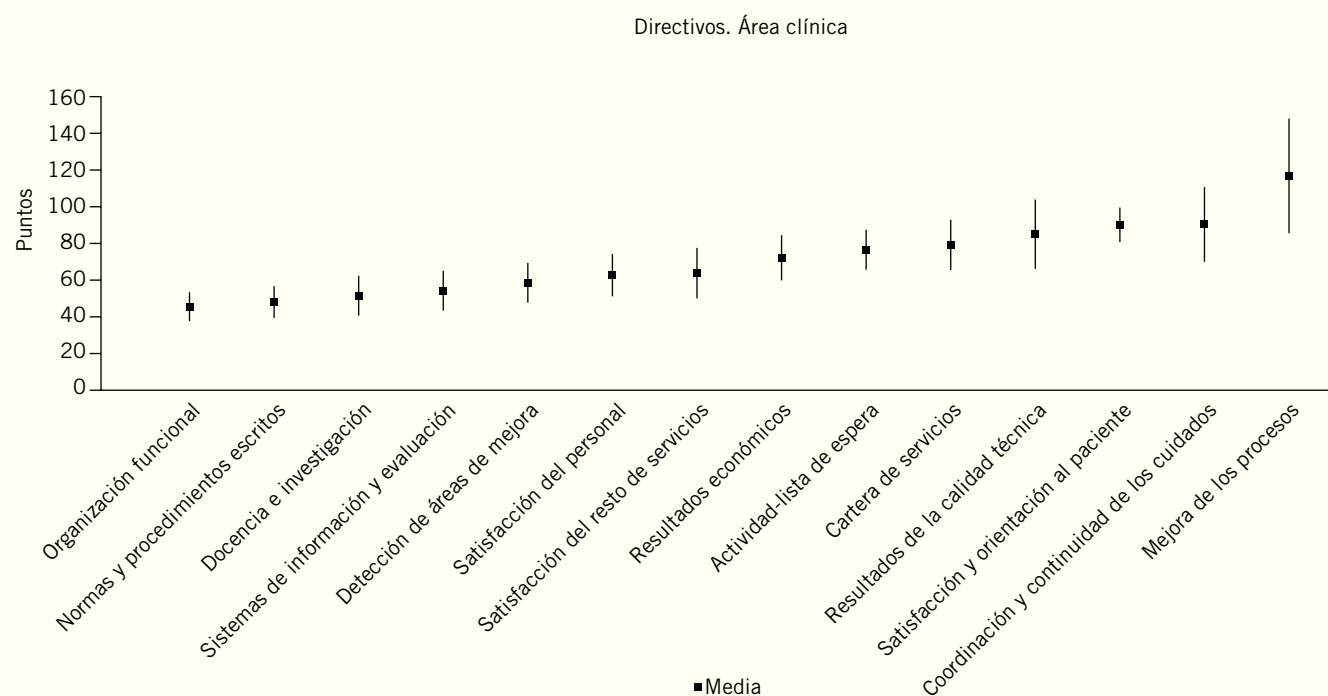 Directivos. Área clínica
Puntos
160
140
120
100
80
60
40
20
0
Organización funcional
Normas y procedimientos escritos
Docencia e investigación
Sistemas de información y evaluación
Detección de áreas de mejora
Satisfacción del personal
Satisfacción del resto de servicios
Resultados económicos
Actividad-lista de espera
Cartera de servicios
Resultados de la calidad técnica
Satisfacción y orientación al paciente
Coordinación y continuidad de los cuidados
Mejora de los procesos
Media